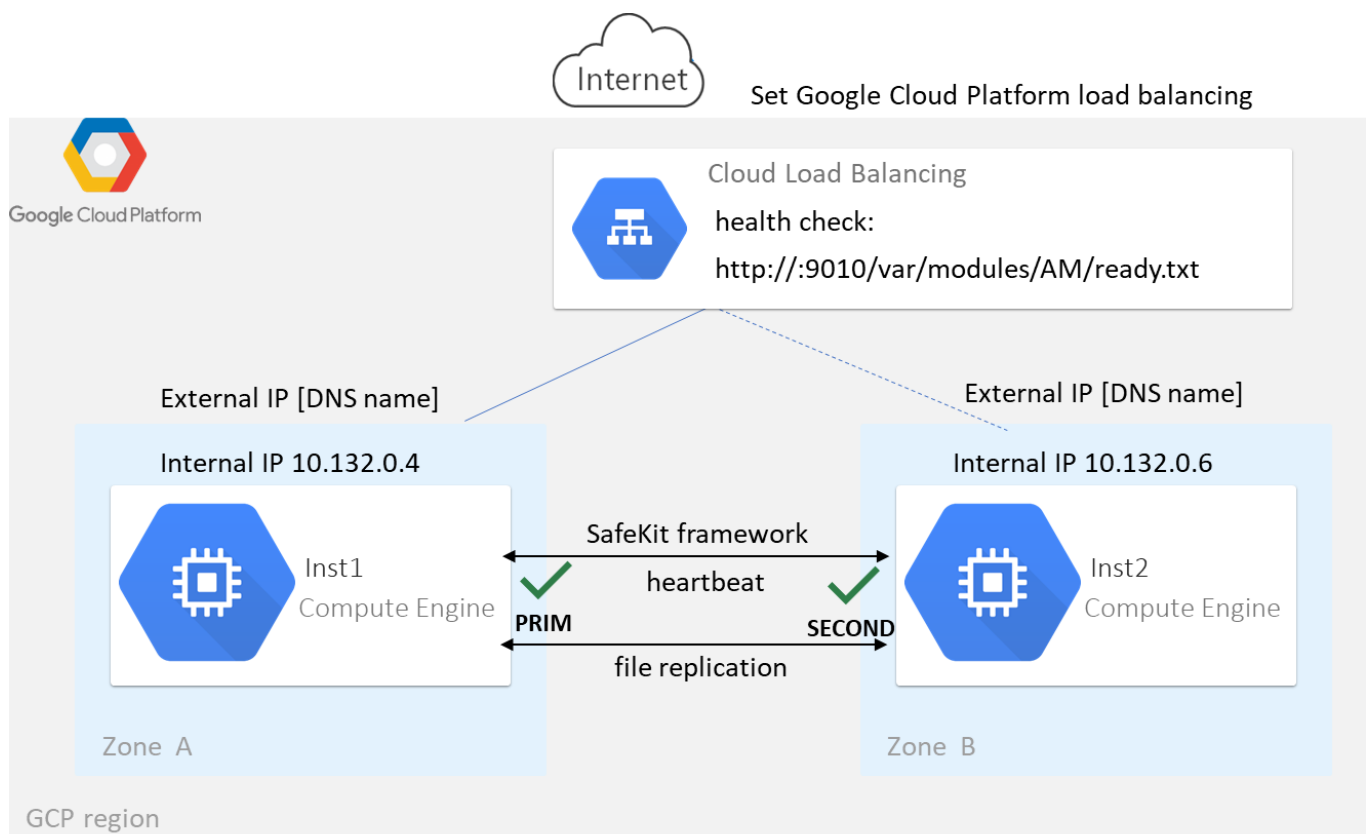 Internet
Set Google Cloud Platform load balancing
Google Cloud Platform
Cloud Load Balancing
health check:
http://:9010/var/modules/AM/ready.txt
External IP [DNS name]
External IP [DNS name]
Internal IP 10.132.0.4
Internal IP 10.132.0.6
SafeKit framework
Inst1
heartbeat
Inst2
Compute Engine
Compute Engine
PRIM
SECOND
file replication
Zone A
Zone B
GCP region